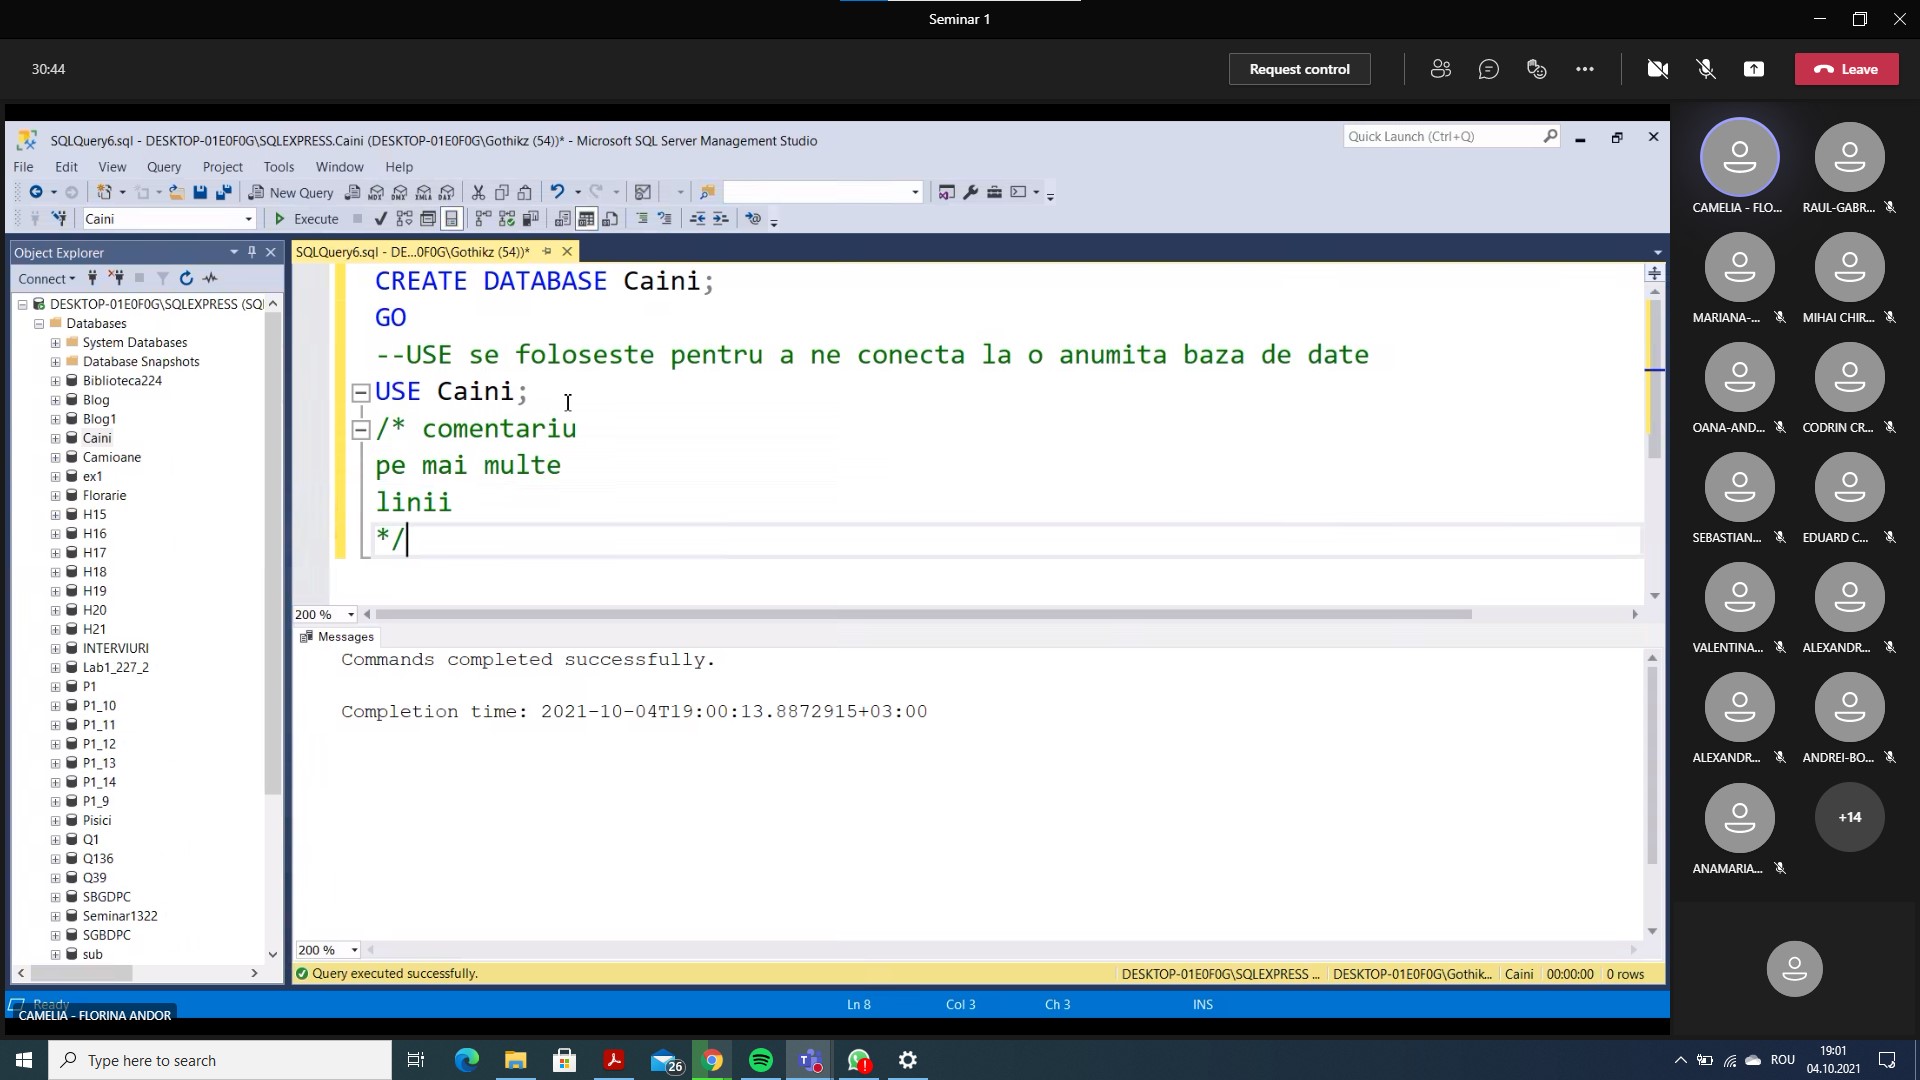 Seminar 1
30:44
Request control
Leave
SQLQuery6.sql - DESKTOP-01E0F0G\SQLEXPRESS.Caini (DESKTOP-01E0F0G\Gothikz (54))* - Microsoft SQL Server Management Studio
Quick Launch (Ctrl+Q)
File Edit View Query Project Tools Window Help
New Query
MDX DMX XMLA DAX
Caini
Execute
Object Explorer
SQLQuery6.sql - DE...0F0G\Gothikz (54))*
Connect
DESKTOP-01E0F0G\SQLEXPRESS (SQ
Databases
System Databases
Database Snapshots
Biblioteca224
Blog
Blog1
Caini
Camioane
ex1
Florarie
H15
H16
H17
H18
H19
H20
H21
INTERVIURI
Lab1_227_2
P1
P1_10
P1_11
P1_12
P1_13
P1_14
P1_9
Pisici
Q1
Q136
Q39
SBGDPC
Seminar1322
SGBDPC
sub
CREATE DATABASE Caini;
GO
--USE se foloseste pentru a ne conecta la o anumita baza de date
USE Caini;
/* comentariu
pe mai multe
linii
*/
200 %
Messages
Commands completed successfully.
Completion time: 2021-10-04T19:00:13.8872915+03:00
200 %
Query executed successfully.
DESKTOP-01E0F0G\SQLEXPRESS ... DESKTOP-01E0F0G\Gothik... Caini 00:00:00 0 rows
Ready
Ln 8 Col 3 Ch 3 INS
CAMELIA - FLORINA ANDOR
CAMELIA - FLO... RAUL-GABR...
MARIANA-... MIHAI CHIR...
OANA-AND... CODRIN CR...
SEBASTIAN... EDUARD C...
VALENTINA... ALEXANDR...
ALEXANDR... ANDREI-BO...
+14
ANAMARIA...
Type here to search
26
ROU
19:01
04.10.2021